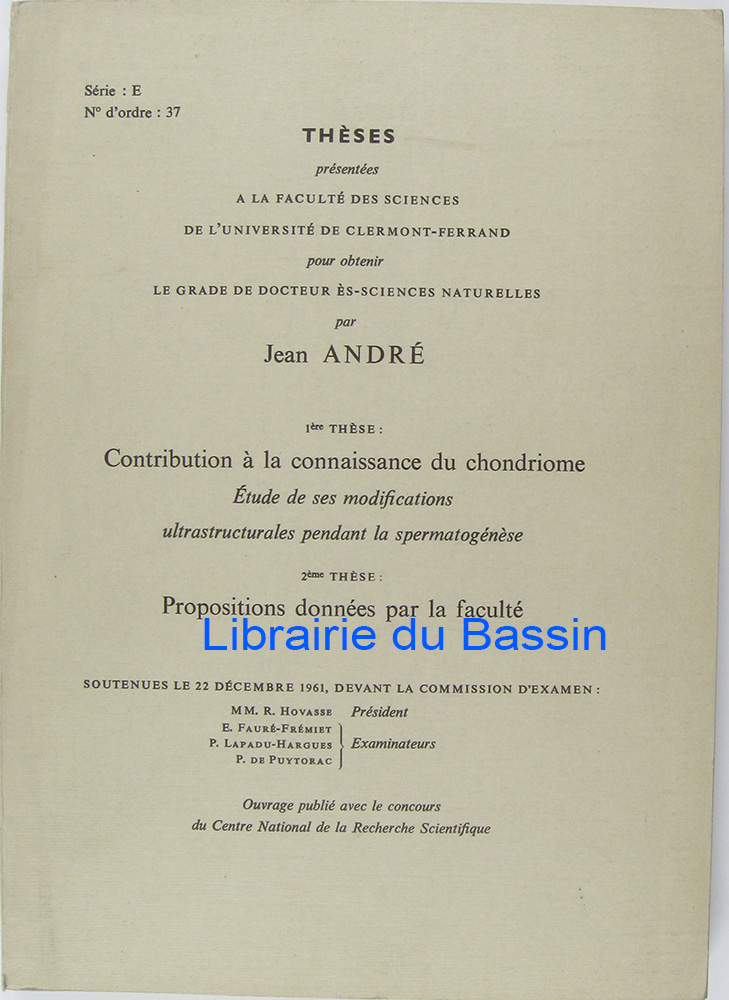 Série : E
N° d'ordre : 37
THÈSES
présentées
A LA FACULTÉ DES SCIENCES
DE L'UNIVERSITÉ DE CLERMONT-FERRAND
pour obtenir
LE GRADE DE DOCTEUR ÈS-SCIENCES NATURELLES
par
Jean ANDRÉ
1ère THÈSE :
Contribution à la connaissance du chondriome
Étude de ses modifications
ultrastructurales pendant la spermatogénèse
2ème THÈSE :
Propositions données par la faculté
Librairie du Bassin
SOUTENUES LE 22 DÉCEMBRE 1961, DEVANT LA COMMISSION D'EXAMEN :
MM. R. HOVASSE Président
E. FAURÉ-FRÉMIET
P. LAPADU-HARGUES Examinateurs
P. DE PUYTORAC
Ouvrage publié avec le concours
du Centre National de la Recherche Scientifique